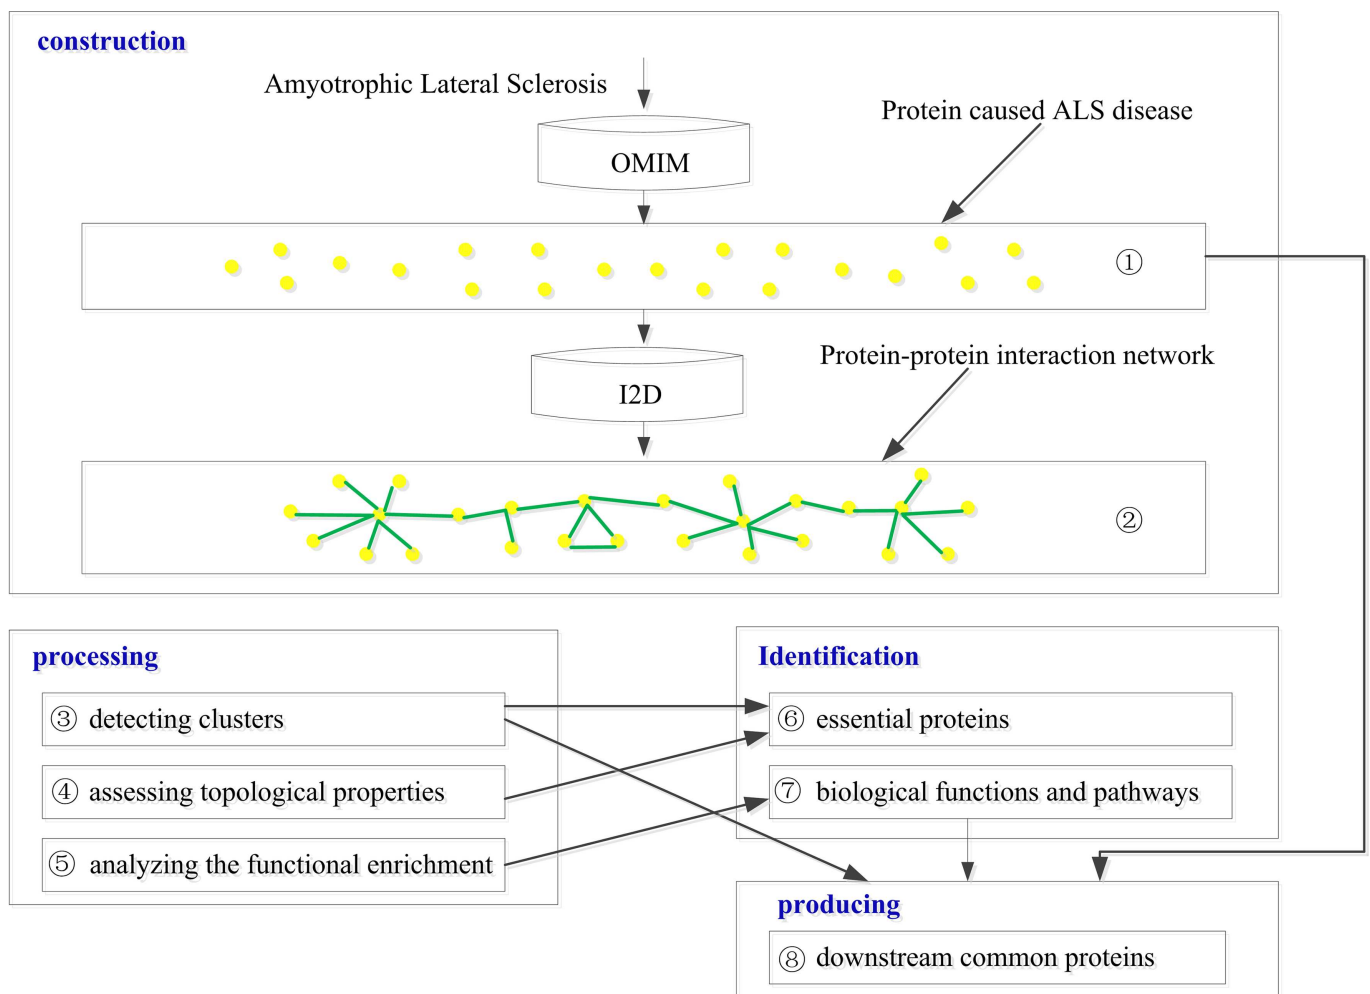 construction
Amyotrophic Lateral Sclerosis
Protein caused ALS disease
OMIM
①
Protein-protein interaction network
I2D
②
processing
③ detecting clusters
④ assessing topological properties
⑤ analyzing the functional enrichment
Identification
⑥ essential proteins
⑦ biological functions and pathways
producing
⑧ downstream common proteins